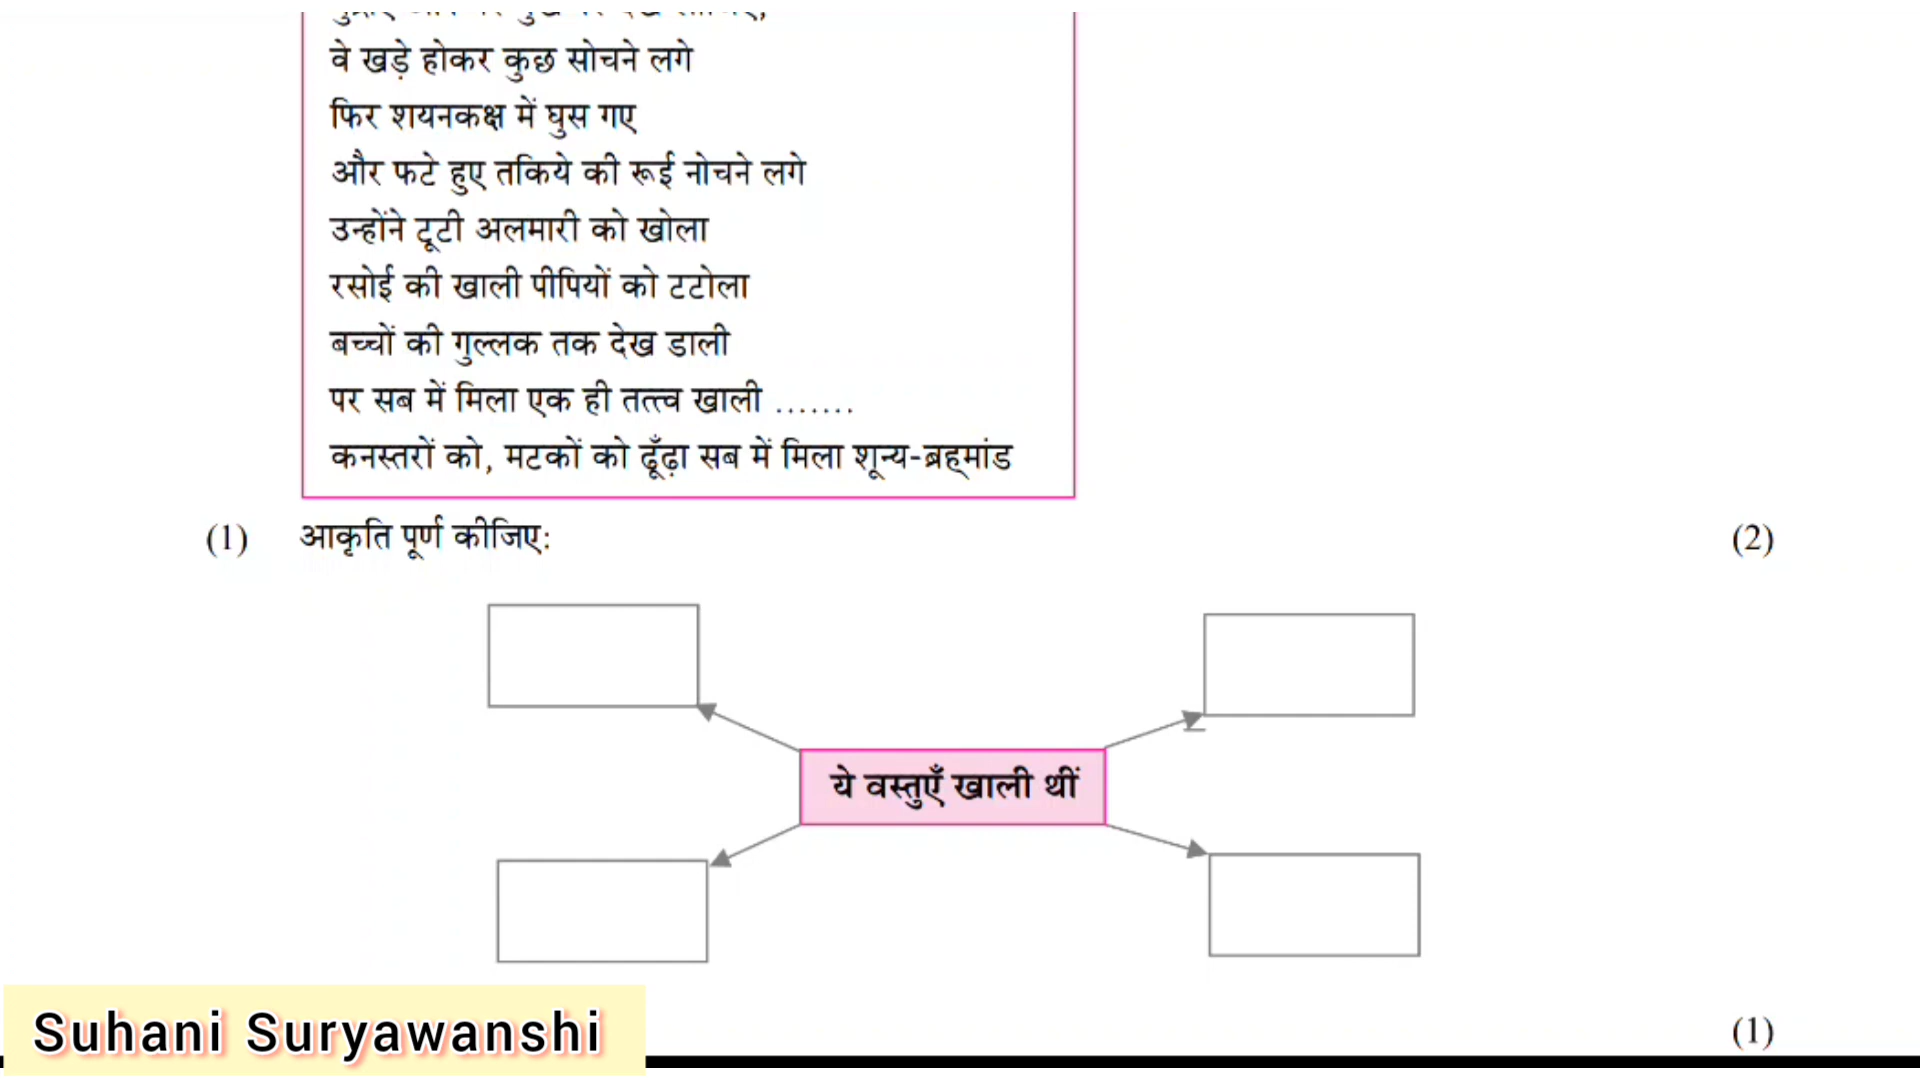 वे खड़े होकर कुछ सोचने लगे
फिर शयनकक्ष में घुस गए
और फटे हुए तकिये की रूई नोचने लगे
उन्होंने टूटी अलमारी को खोला
रसोई की खाली पीपियों को टटोला
बच्चों की गुल्लक तक देख डाली
पर सब में मिला एक ही तत्त्व खाली .......
कनस्तरों को, मटकों को ढूँढ़ा सब में मिला शून्य-ब्रह्मांड
(1) आकृति पूर्ण कीजिए: (2)
ये वस्तुएँ खाली थीं
Suhani Suryawanshi
(1)